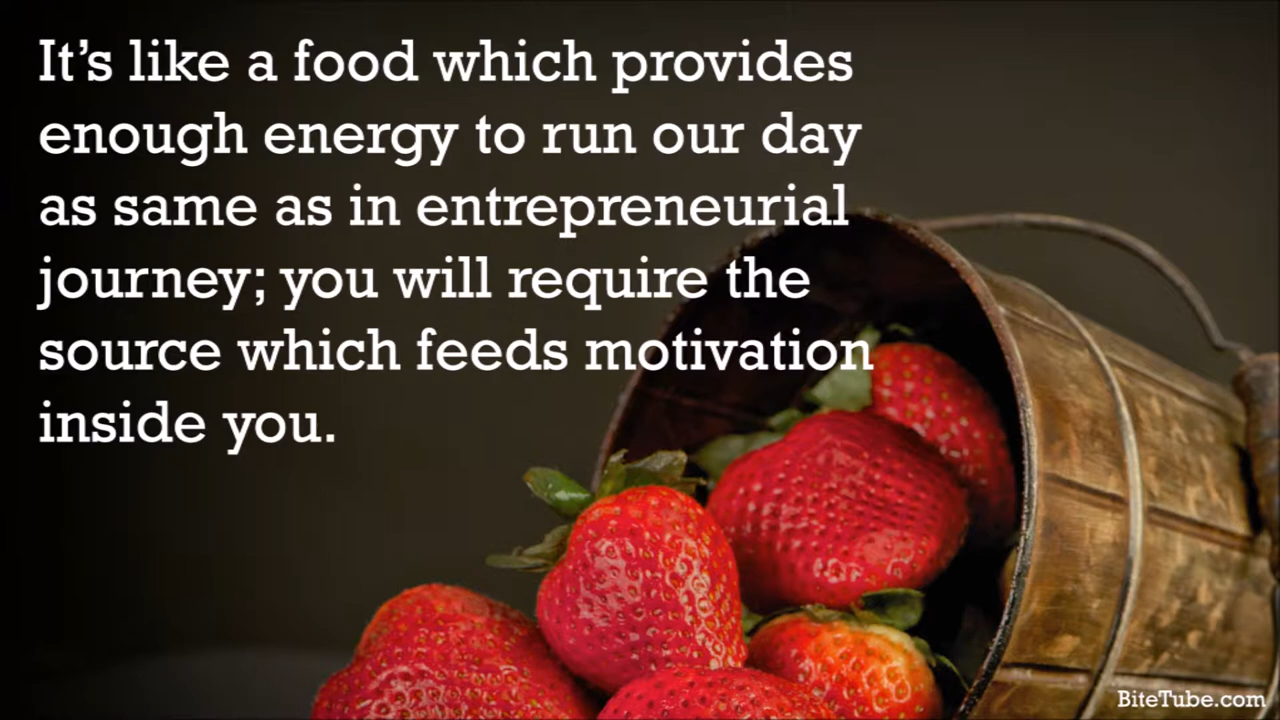 It’s like a food which provides
enough energy to run our day
as same as in entrepreneurial
journey; you will require the
source which feeds motivation
inside you.
BiteTube.com